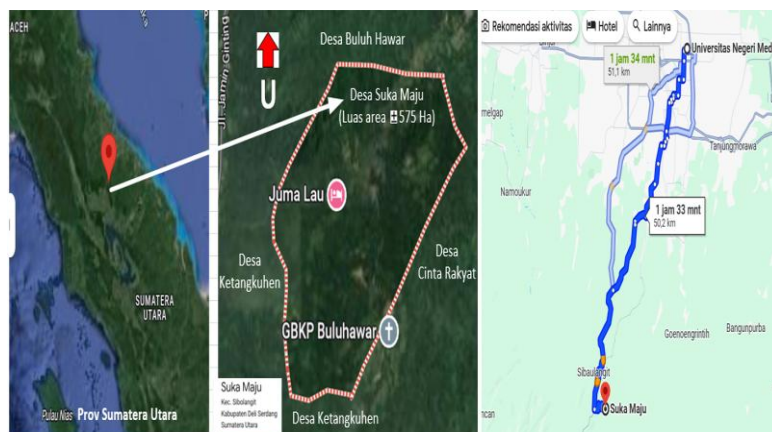 ACEH
SUMATERA
UTARA
Pulau Nias
Prov Sumatera Utara
Jl. Jamin Ginting
U
Desa Buluh Hawar
Desa Suka Maju
(Luas area ±575 Ha)
Juma Lau
Desa
Ketangkuhen
Desa
Cinta Rakyat
GBKP Buluhawar
Suka Maju
Kec. Sibolangit
Kabupaten Deli Serdang
Sumatera Utara
Desa Ketangkuhen
Rekomendasi aktivitas
Hotel
Lainnya
Universitas Negeri Med
1 jam 34 mnt
51,1 km
Tanjungmorawa
Namoukur
1 jam 33 mnt
50,2 km
Goenoengrintih
Bangunpurba
Sibaulangit
Suka Maju